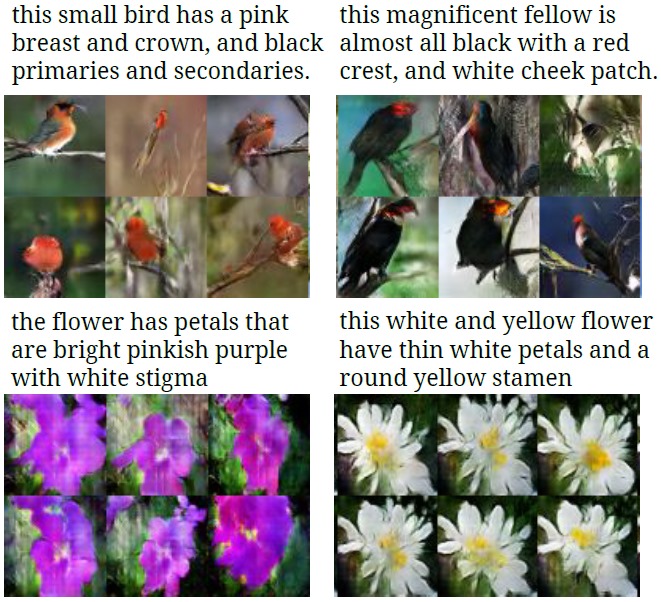 this small bird has a pink
breast and crown, and black
primaries and secondaries.
this magnificent fellow is
almost all black with a red
crest, and white cheek patch.
the flower has petals that
are bright pinkish purple
with white stigma
this white and yellow flower
have thin white petals and a
round yellow stamen